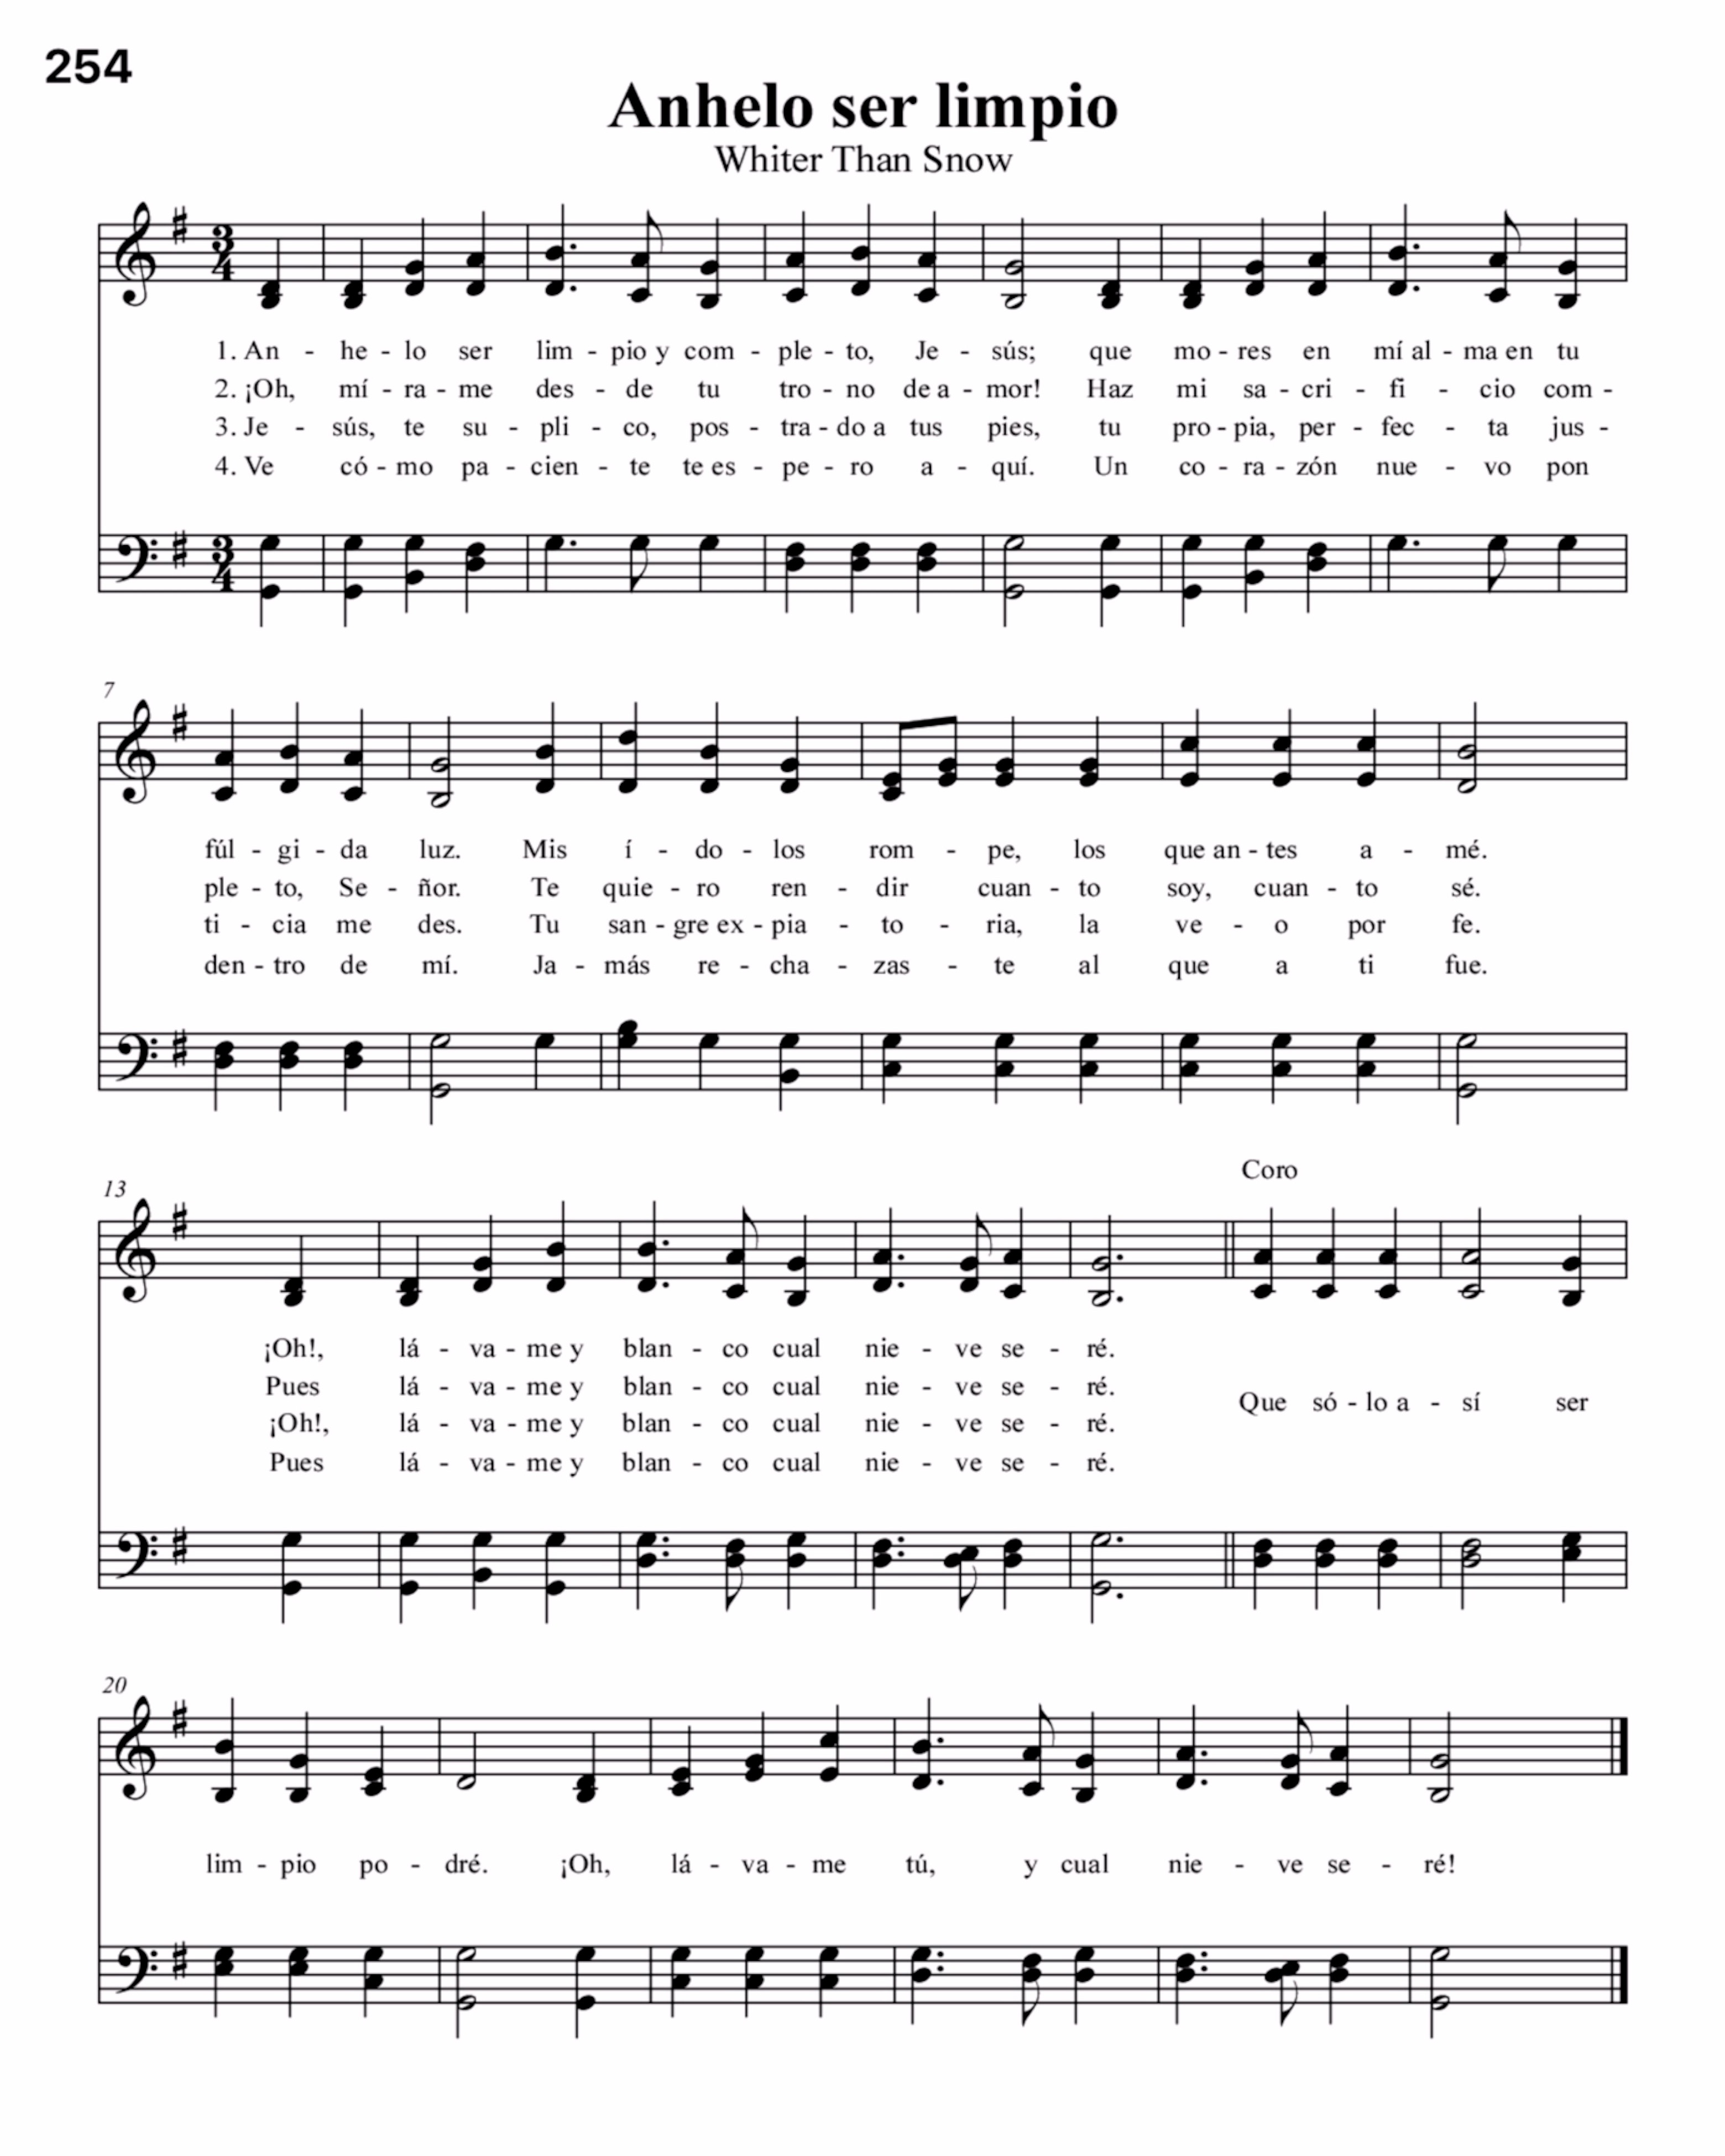 254
Anhelo ser limpio
Whiter Than Snow
3 4
1. An - he - lo ser lim - pio y com - ple - to, Je - sús; que mo - res en mí al - ma en tu
2. ¡Oh, mí - ra - me des - de tu tro - no de a - mor! Haz mi sa - cri - fi - cio com -
3. Je - sús, te su - pli - co, pos - tra - do a tus pies, tu pro - pia, per - fec - ta jus -
4. Ve có - mo pa - cien - te te es - pe - ro a - quí. Un co - ra - zón nue - vo pon
3 4
7
fúl - gi - da luz. Mis í - do - los rom - pe, los que an - tes a - mé.
ple - to, Se - ñor. Te quie - ro ren - dir cuan - to soy, cuan - to sé.
ti - cia me des. Tu san - gre ex - pia - to - ria, la ve - o por fe.
den - tro de mí. Ja - más re - cha - zas - te al que a ti fue.
Coro
13
¡Oh!, lá - va - me y blan - co cual nie - ve se - ré.
Pues lá - va - me y blan - co cual nie - ve se - ré.
Que só - lo a - sí ser
¡Oh!, lá - va - me y blan - co cual nie - ve se - ré.
Pues lá - va - me y blan - co cual nie - ve se - ré.
20
lim - pio po - dré. ¡Oh, lá - va - me tú, y cual nie - ve se - ré!